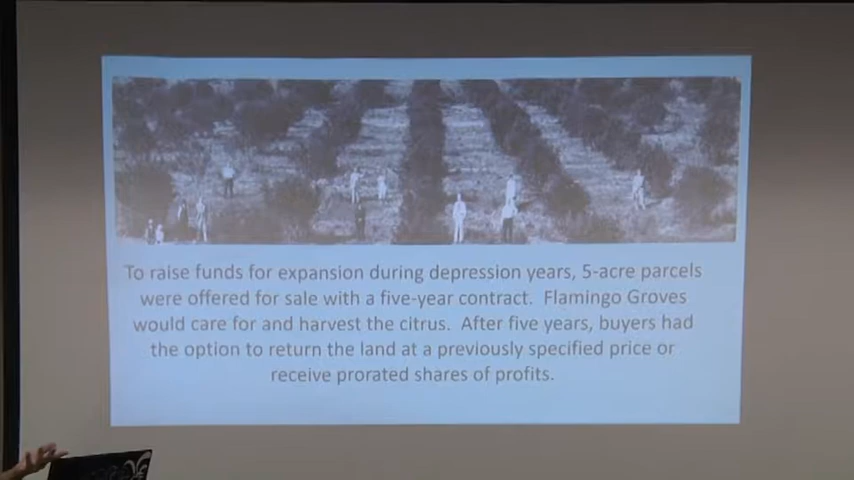 To raise funds for expansion during depression years, 5-acre parcels
were offered for sale with a five-year contract.  Flamingo Groves
would care for and harvest the citrus.  After five years, buyers had
the option to return the land at a previously specified price or
receive prorated shares of profits.